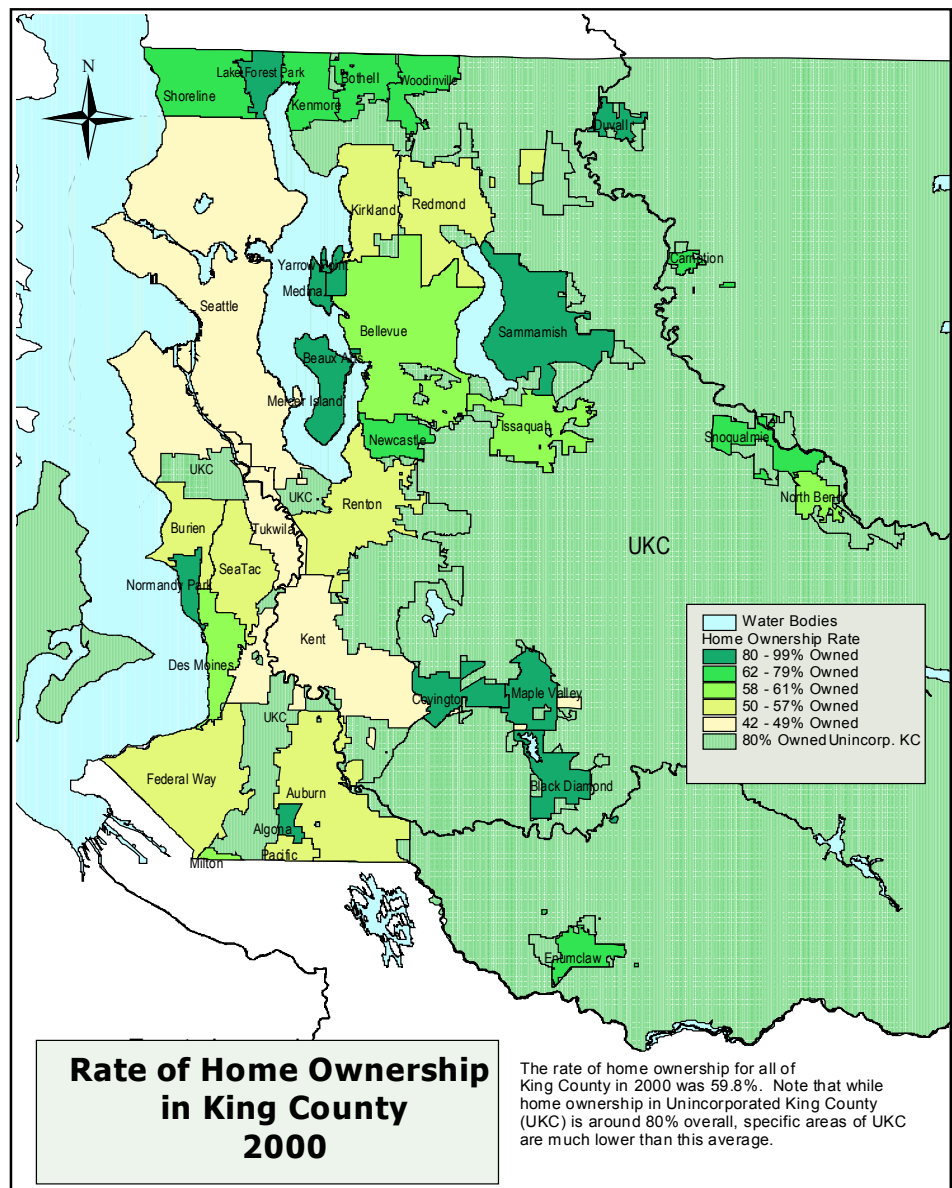 N
Lake Forest Park
Bothell
Woodinville
Shoreline
Kenmore
Duvall
Kirkland
Redmond
Carnation
Yarrow Point
Medina
Seattle
Bellevue
Sammamish
Beaux Arts
Mercer Island
Newcastle
Issaquah
Snoqualmie
UKC
UKC
Renton
North Bend
Burien
Tukwila
UKC
SeaTac
Normandy Park
Kent
Des Moines
Covington
Maple Valley
UKC
Federal Way
Auburn
Black Diamond
Algona
Pacific
Milton
Enumclaw
Water Bodies
Home Ownership Rate
80 - 99% Owned
62 - 79% Owned
58 - 61% Owned
50 - 57% Owned
42 - 49% Owned
80% Owned Unincorp. KC
Rate of Home Ownership
in King County
2000
The rate of home ownership for all of
King County in 2000 was 59.8%. Note that while
home ownership in Unincorporated King County
(UKC) is around 80% overall, specific areas of UKC
are much lower than this average.